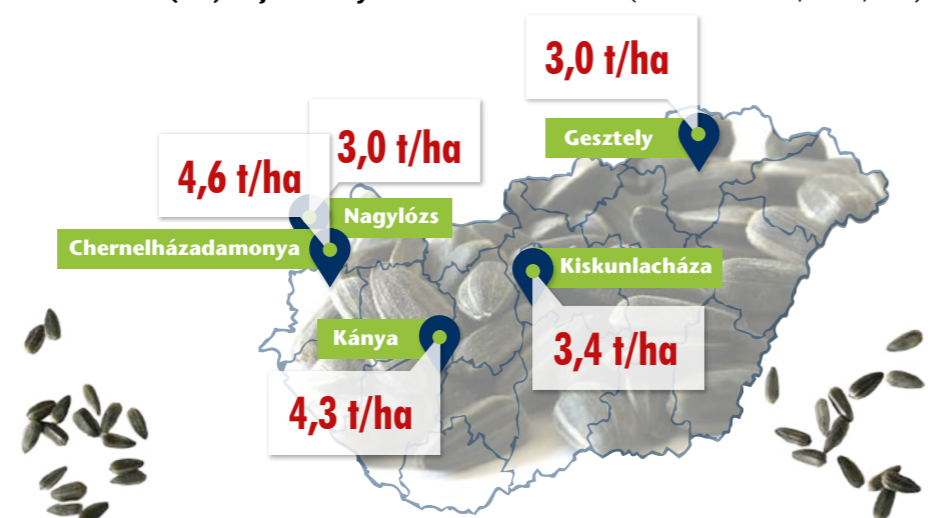 3,0 t/ha
Gesztely
3,0 t/ha
4,6 t/ha
Nagylózs
Chernelházadamonya
Kiskunlacháza
Kánya
3,4 t/ha
4,3 t/ha